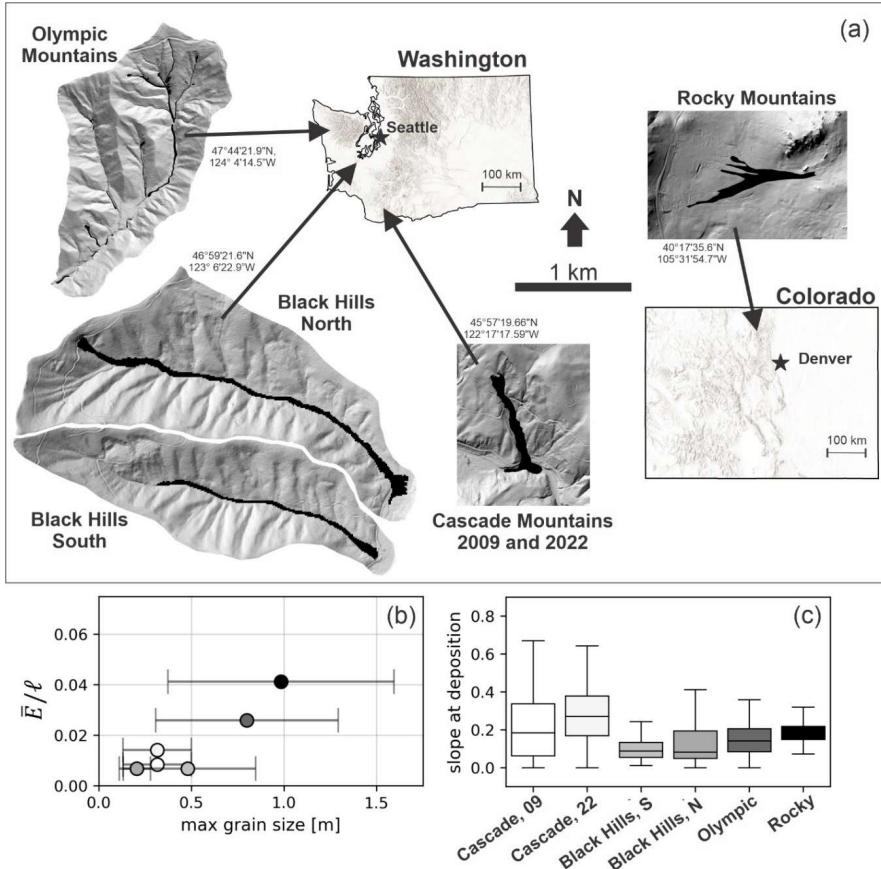 (a)
Olympic
Mountains
Washington
Seattle
100 km
47°44'21.9"N,
124° 4'14.5"W
Rocky Mountains
40°17'35.6"N
105°31'54.7"W
N
1 km
46°59'21.6"N
123° 6'22.9"W
Black Hills
North
45°57'19.66"N
122°17'17.59"W
Colorado
Denver
100 km
Black Hills
South
Cascade Mountains
2009 and 2022
(b)
0.06
0.04
0.02
0.00
Ē/ℓ
0.0 0.5 1.0 1.5
max grain size [m]
(c)
0.8
0.6
0.4
0.2
0.0
slope at deposition
Cascade, 09
Cascade, 22
Black Hills, S
Black Hills, N
Olympic
Rocky